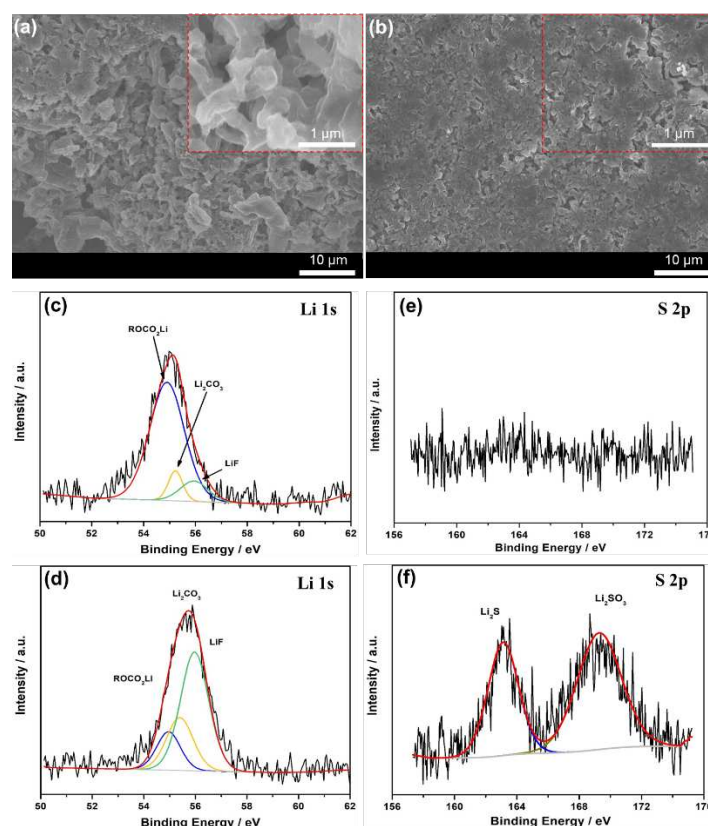 (a)
1 µm
10 µm
(b)
1 µm
10 µm
(c)
Li 1s
ROCO2Li
Li2CO3
LiF
Intensity / a.u.
50 52 54 56 58 60 62
Binding Energy / eV
(e)
S 2p
Intensity / a.u.
156 160 164 168 172 176
Binding Energy / eV
(d)
Li 1s
Li2CO3
LiF
ROCO2Li
Intensity / a.u.
50 52 54 56 58 60 62
Binding Energy / eV
(f)
S 2p
Li2S
Li2SO3
Intensity / a.u.
156 160 164 168 172 176
Binding Energy / eV